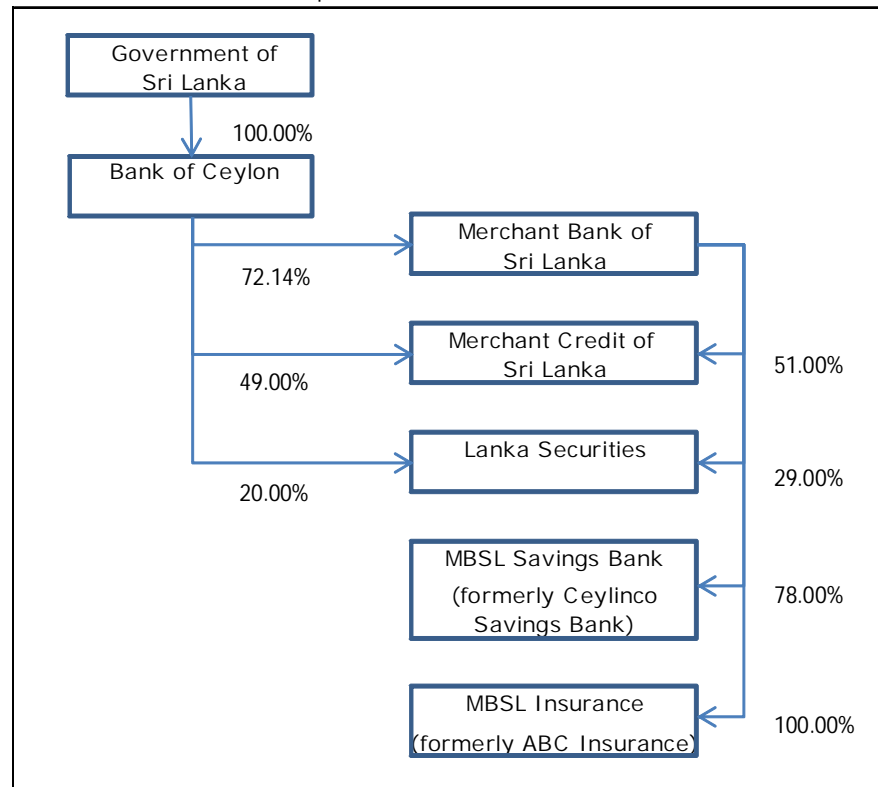 Government of
Sri Lanka
100.00%
Bank of Ceylon
Merchant Bank of
Sri Lanka
72.14%
Merchant Credit of
Sri Lanka
49.00%
51.00%
Lanka Securities
20.00%
29.00%
MBSL Savings Bank
(formerly Ceylinco
Savings Bank)
78.00%
MBSL Insurance
(formerly ABC Insurance)
100.00%